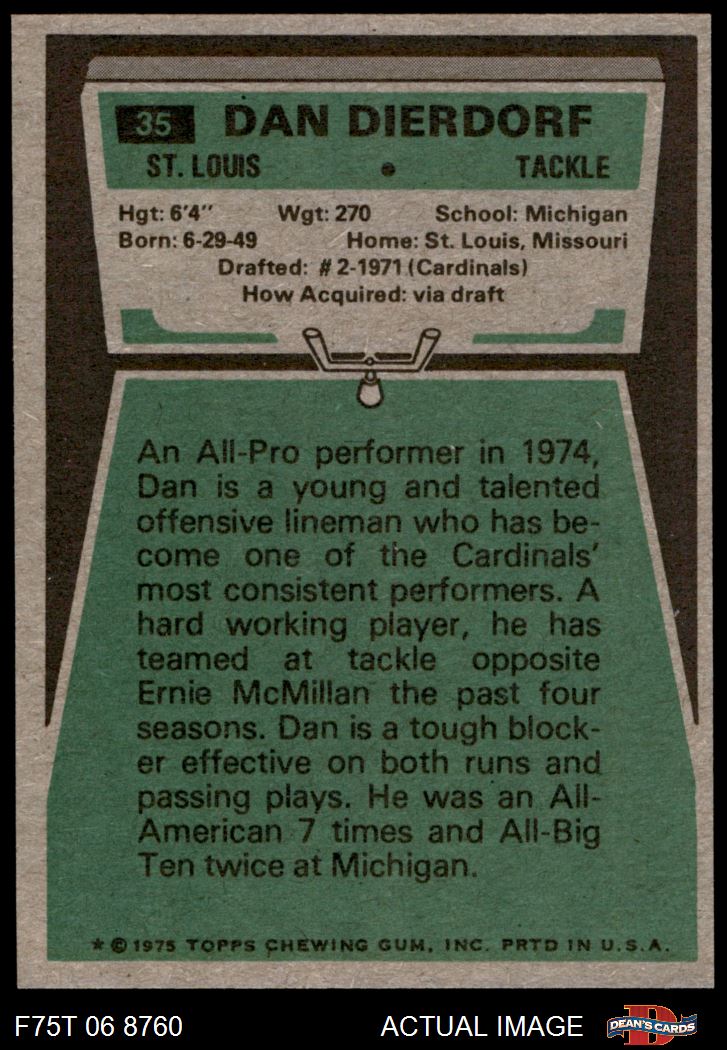 35 DAN DIERDORF
ST. LOUIS • TACKLE
Hgt: 6'4" Wgt: 270 School: Michigan
Born: 6-29-49 Home: St. Louis, Missouri
Drafted: #2-1971 (Cardinals)
How Acquired: via draft
An All-Pro performer in 1974,
Dan is a young and talented
offensive lineman who has be-
come one of the Cardinals'
most consistent performers. A
hard working player, he has
teamed at tackle opposite
Ernie McMillan the past four
seasons. Dan is a tough block-
er effective on both runs and
passing plays. He was an All-
American 7 times and All-Big
Ten twice at Michigan.
* © 1975 TOPPS CHEWING GUM, INC. PRTD IN U.S.A.
F75T 06 8760 ACTUAL IMAGE D DEAN'S CARDS